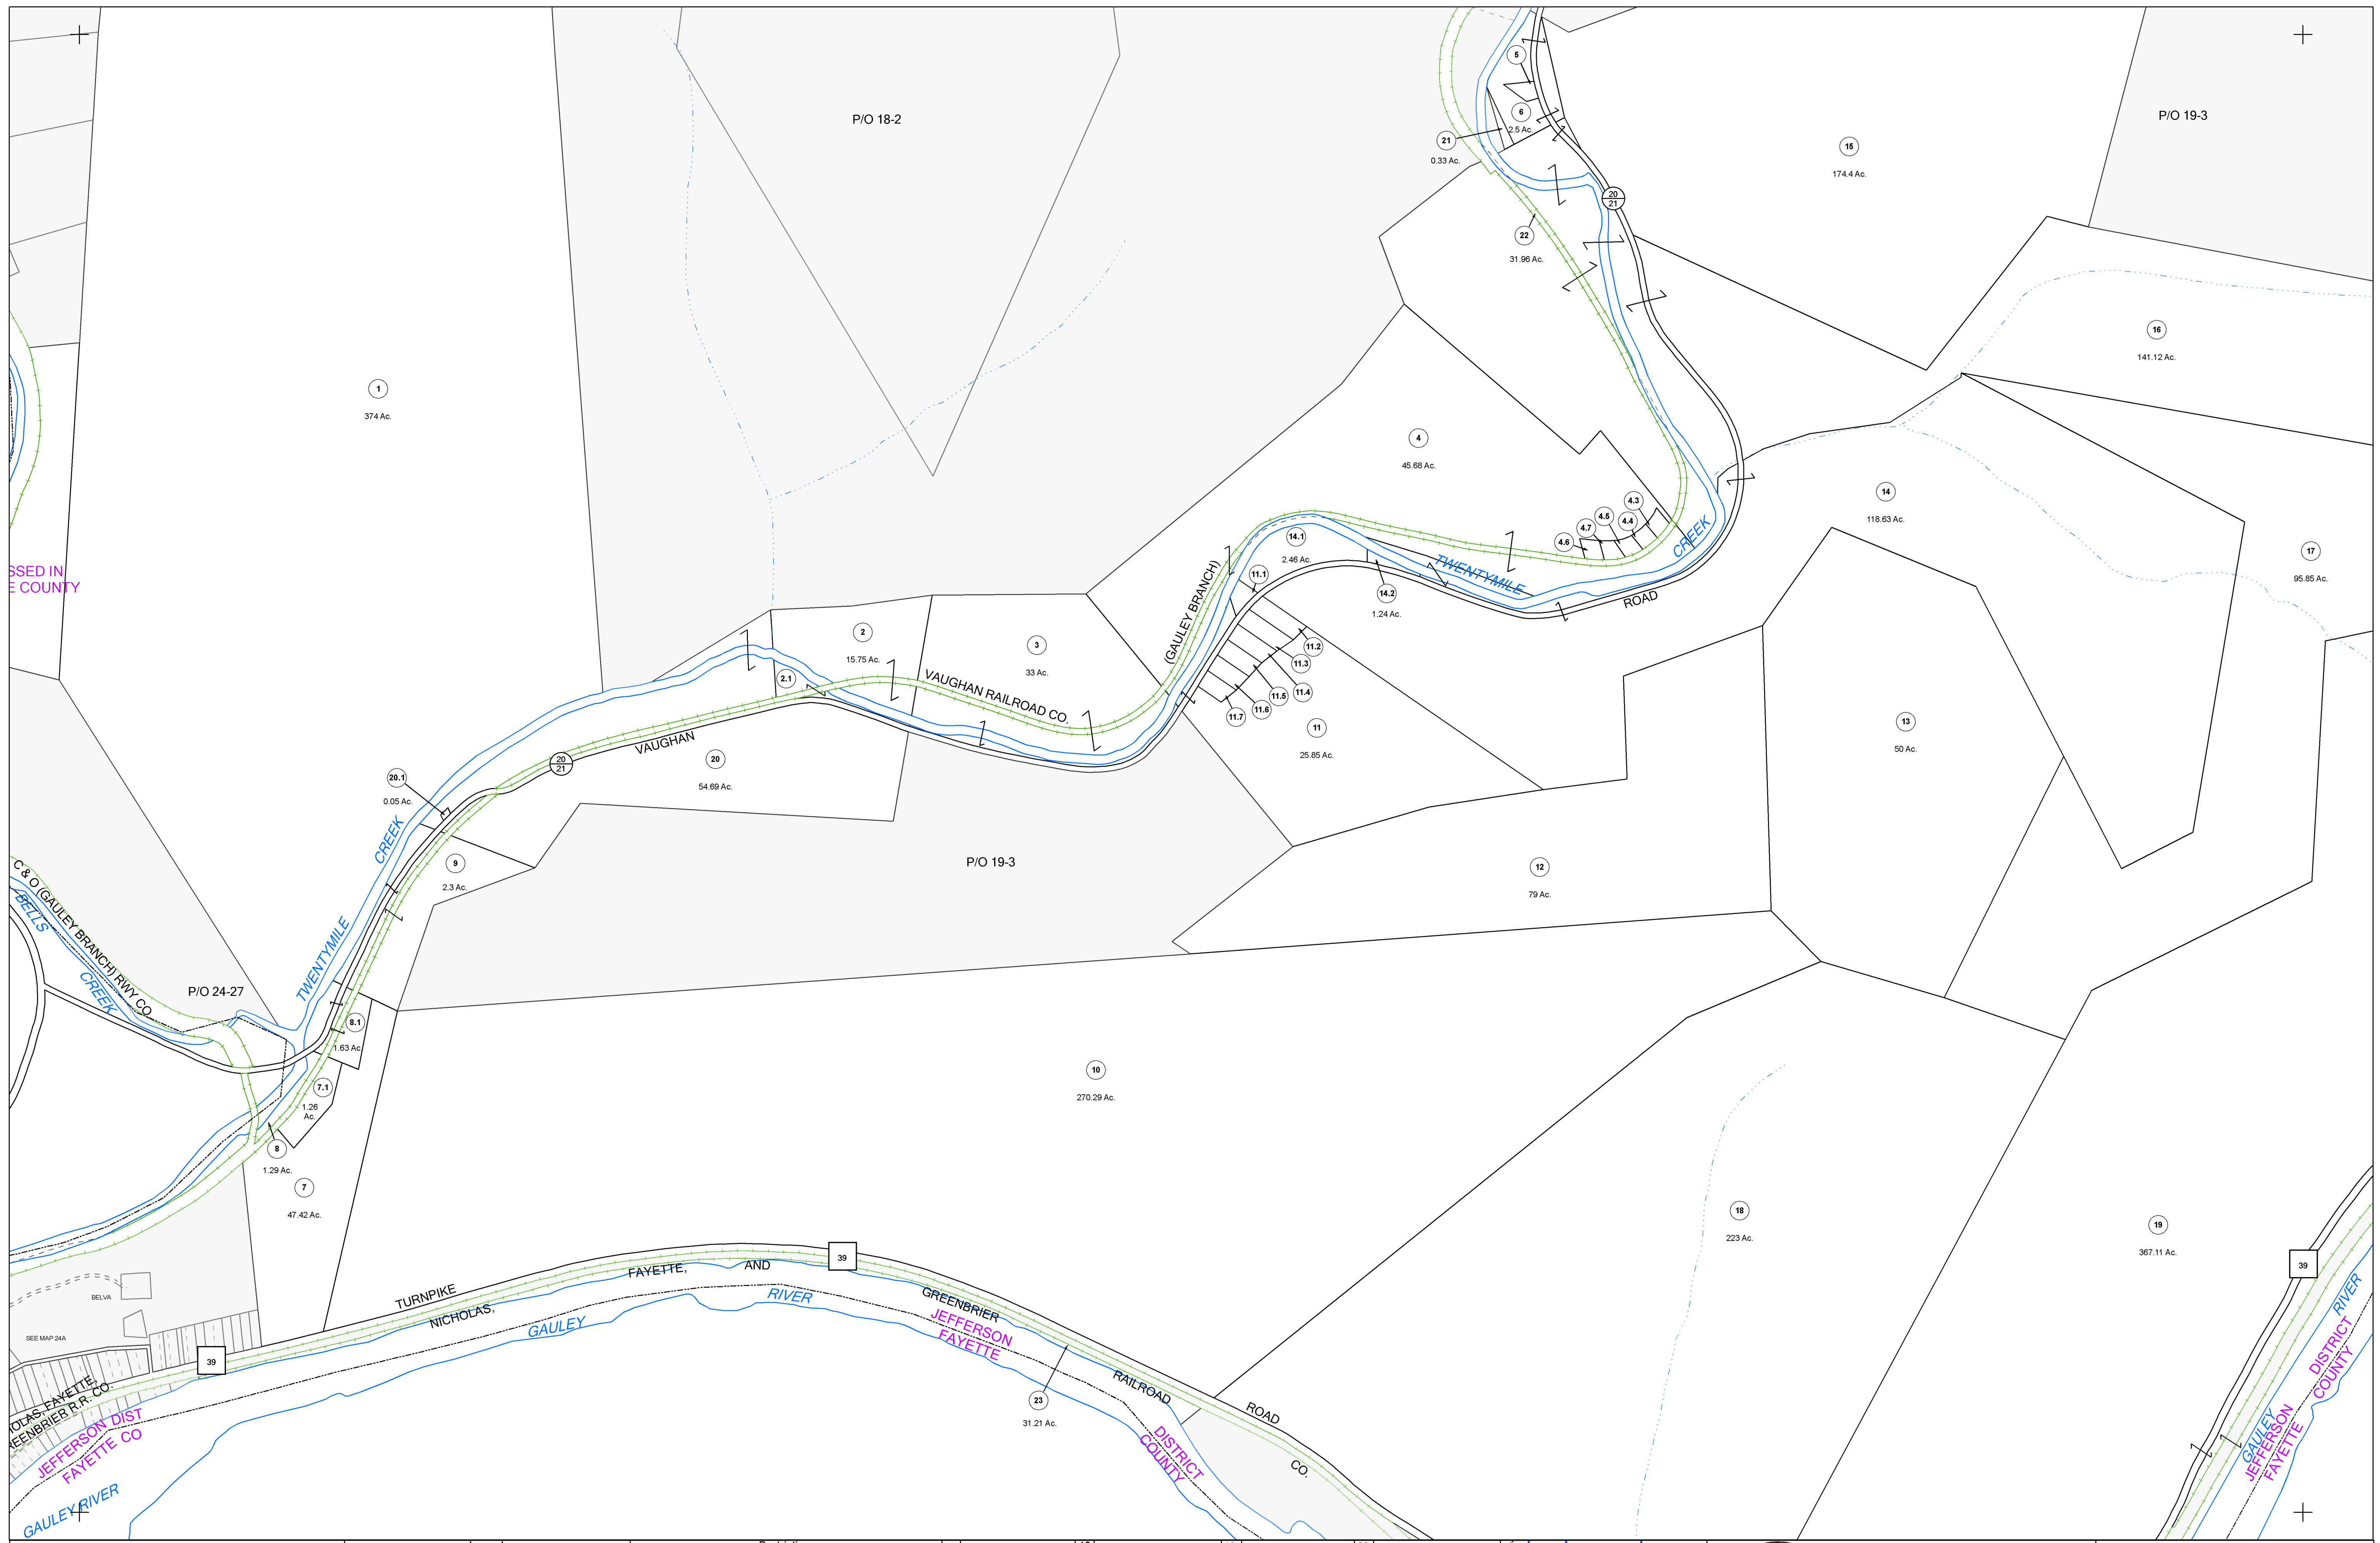 P/O 18-2
P/O 19-3
5
6
2.5 Ac.
21
0.33 Ac.
15
174.4 Ac.
20
21
22
31.96 Ac.
16
141.12 Ac.
1
374 Ac.
4
45.68 Ac.
14
118.63 Ac.
4.3
4.4
4.5
4.7
4.6
CREEK
TWENTYMILE
ROAD
17
95.85 Ac.
SSED IN
E COUNTY
14.1
2.46 Ac.
11.1
14.2
1.24 Ac.
(GAULEY BRANCH)
2
15.75 Ac.
3
33 Ac.
2.1
VAUGHAN RAILROAD CO.
11.2
11.3
11.4
11.5
11.6
11.7
11
25.85 Ac.
13
50 Ac.
VAUGHAN
20
21
20
54.69 Ac.
20.1
0.05 Ac.
CREEK
9
2.3 Ac.
P/O 19-3
12
79 Ac.
C & O (GAULEY BRANCH) RWY CO.
BELLS
CREEK
TWENTYMILE
P/O 24-27
8.1
1.63 Ac.
7.1
1.26
Ac.
8
1.29 Ac.
7
47.42 Ac.
10
270.29 Ac.
18
223 Ac.
19
367.11 Ac.
39
39
BELVA
SEE MAP 24A
39
TURNPIKE
NICHOLAS,
FAYETTE,
AND
GREENBRIER
RAILROAD
ROAD
CO.
GAULEY
RIVER
JEFFERSON
FAYETTE
DISTRICT
COUNTY
23
31.21 Ac.
OLAS, FAYETTE,
EENBRIER R.R. CO.
JEFFERSON DIST
FAYETTE CO
GAULEY RIVER
RIVER
DISTRICT
COUNTY
GAULEY
JEFFERSON
FAYETTE